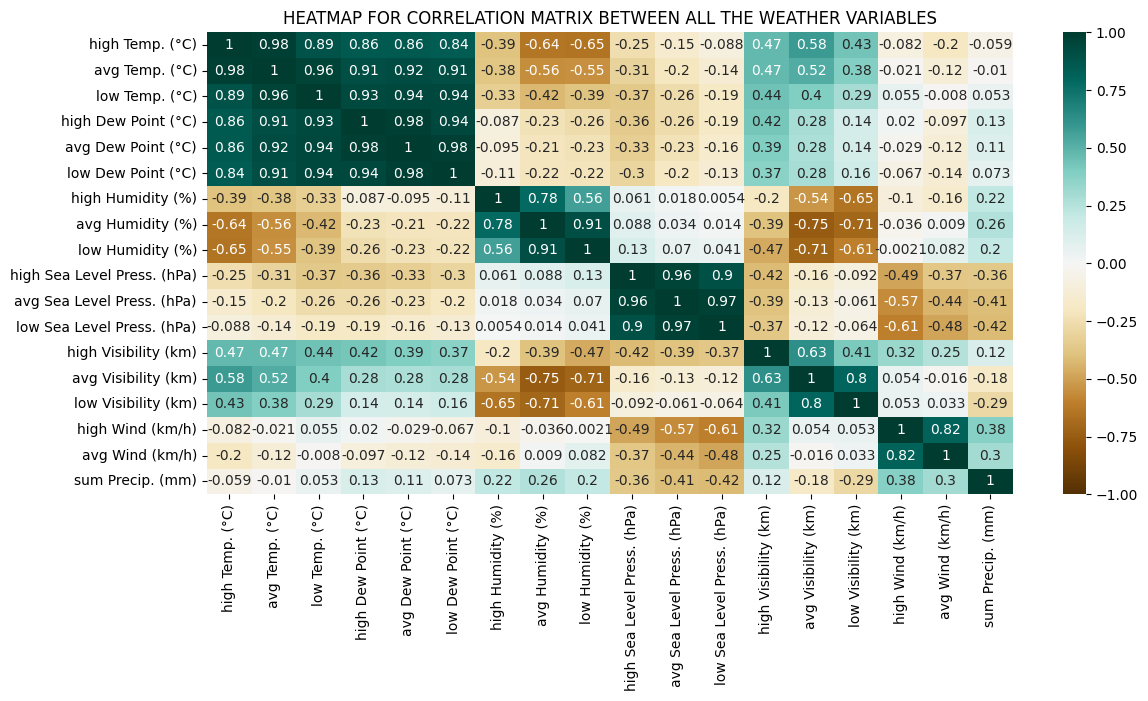 HEATMAP FOR CORRELATION MATRIX BETWEEN ALL THE WEATHER VARIABLES
high Temp. (°C) 1 0.98 0.89 0.86 0.86 0.84 -0.39 -0.64 -0.65 -0.25 -0.15 -0.088 0.47 0.58 0.43 -0.082 -0.2 -0.059
avg Temp. (°C) 0.98 1 0.96 0.91 0.92 0.91 -0.38 -0.56 -0.55 -0.31 -0.2 -0.14 0.47 0.52 0.38 -0.021 -0.12 -0.01
low Temp. (°C) 0.89 0.96 1 0.93 0.94 0.94 -0.33 -0.42 -0.39 -0.37 -0.26 -0.19 0.44 0.4 0.29 0.055 -0.008 0.053
high Dew Point (°C) 0.86 0.91 0.93 1 0.98 0.94 -0.087 -0.23 -0.26 -0.36 -0.26 -0.19 0.42 0.28 0.14 0.02 -0.097 0.13
avg Dew Point (°C) 0.86 0.92 0.94 0.98 1 0.98 -0.095 -0.21 -0.23 -0.33 -0.23 -0.16 0.39 0.28 0.14 -0.029 -0.12 0.11
low Dew Point (°C) 0.84 0.91 0.94 0.94 0.98 1 -0.11 -0.22 -0.22 -0.3 -0.2 -0.13 0.37 0.28 0.16 -0.067 -0.14 0.073
high Humidity (%) -0.39 -0.38 -0.33 -0.087 -0.095 -0.11 1 0.78 0.56 0.061 0.018 0.0054 -0.2 -0.54 -0.65 -0.1 -0.16 0.22
avg Humidity (%) -0.64 -0.56 -0.42 -0.23 -0.21 -0.22 0.78 1 0.91 0.088 0.034 0.014 -0.39 -0.75 -0.71 -0.036 0.009 0.26
low Humidity (%) -0.65 -0.55 -0.39 -0.26 -0.23 -0.22 0.56 0.91 1 0.13 0.07 0.041 -0.47 -0.71 -0.61 -0.0021 0.082 0.2
high Sea Level Press. (hPa) -0.25 -0.31 -0.37 -0.36 -0.33 -0.3 0.061 0.088 0.13 1 0.96 0.9 -0.42 -0.16 -0.092 -0.49 -0.37 -0.36
avg Sea Level Press. (hPa) -0.15 -0.2 -0.26 -0.26 -0.23 -0.2 0.018 0.034 0.07 0.96 1 0.97 -0.39 -0.13 -0.061 -0.57 -0.44 -0.41
low Sea Level Press. (hPa) -0.088 -0.14 -0.19 -0.19 -0.16 -0.13 0.0054 0.014 0.041 0.9 0.97 1 -0.37 -0.12 -0.064 -0.61 -0.48 -0.42
high Visibility (km) 0.47 0.47 0.44 0.42 0.39 0.37 -0.2 -0.39 -0.47 -0.42 -0.39 -0.37 1 0.63 0.41 0.32 0.25 0.12
avg Visibility (km) 0.58 0.52 0.4 0.28 0.28 0.28 -0.54 -0.75 -0.71 -0.16 -0.13 -0.12 0.63 1 0.8 0.054 -0.016 -0.18
low Visibility (km) 0.43 0.38 0.29 0.14 0.14 0.16 -0.65 -0.71 -0.61 -0.092 -0.061 -0.064 0.41 0.8 1 0.053 0.033 -0.29
high Wind (km/h) -0.082 -0.021 0.055 0.02 -0.029 -0.067 -0.1 -0.036 -0.0021 -0.49 -0.57 -0.61 0.32 0.054 0.053 1 0.82 0.38
avg Wind (km/h) -0.2 -0.12 -0.008 -0.097 -0.12 -0.14 -0.16 0.009 0.082 -0.37 -0.44 -0.48 0.25 -0.016 0.033 0.82 1 0.3
sum Precip. (mm) -0.059 -0.01 0.053 0.13 0.11 0.073 0.22 0.26 0.2 -0.36 -0.41 -0.42 0.12 -0.18 -0.29 0.38 0.3 1
high Temp. (°C)
avg Temp. (°C)
low Temp. (°C)
high Dew Point (°C)
avg Dew Point (°C)
low Dew Point (°C)
high Humidity (%)
avg Humidity (%)
low Humidity (%)
high Sea Level Press. (hPa)
avg Sea Level Press. (hPa)
low Sea Level Press. (hPa)
high Visibility (km)
avg Visibility (km)
low Visibility (km)
high Wind (km/h)
avg Wind (km/h)
sum Precip. (mm)
1.00
0.75
0.50
0.25
0.00
−0.25
−0.50
−0.75
−1.00